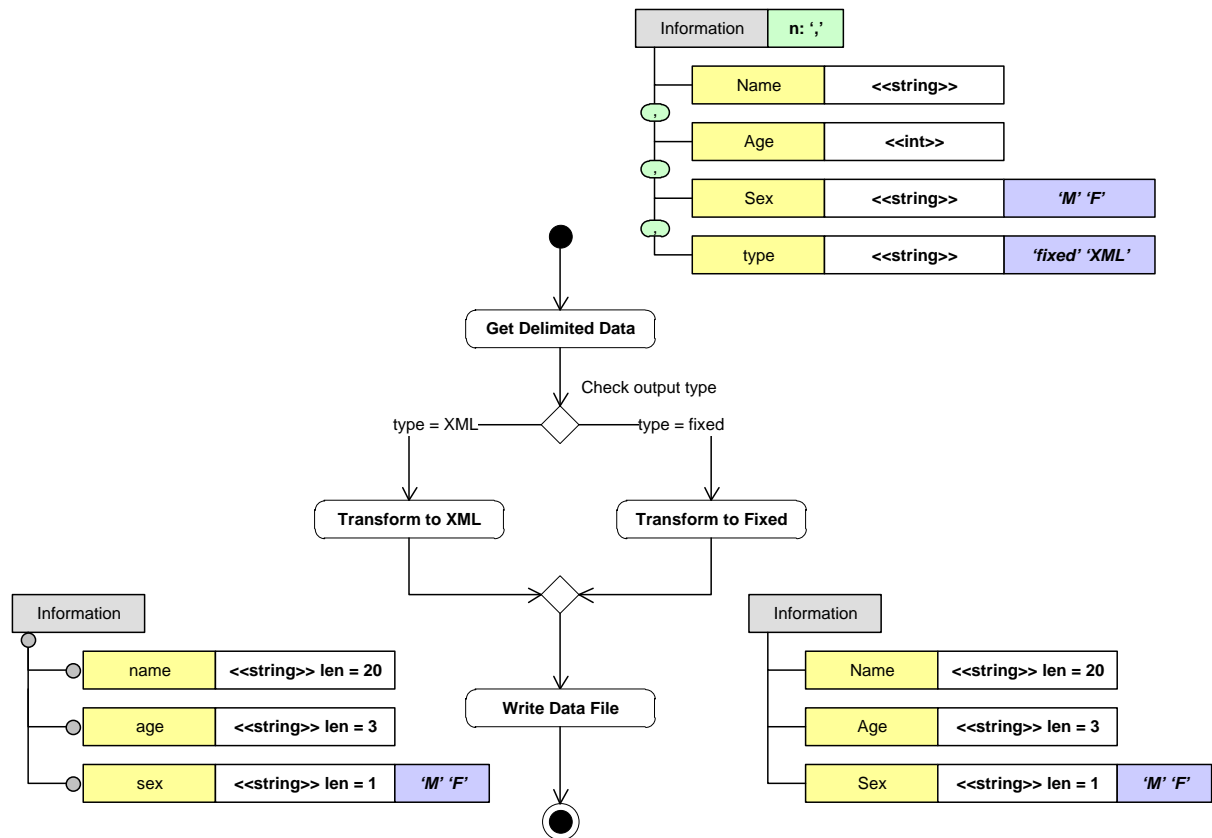 Information n: ‘,’
Name <<string>>
,
Age <<int>>
,
Sex <<string>> ‘M’ ‘F’
,
type <<string>> ‘fixed’ ‘XML’
Get Delimited Data
Check output type
type = XML type = fixed
Transform to XML Transform to Fixed
Information
name <<string>> len = 20
age <<string>> len = 3
sex <<string>> len = 1 ‘M’ ‘F’
Write Data File
Information
Name <<string>> len = 20
Age <<string>> len = 3
Sex <<string>> len = 1 ‘M’ ‘F’